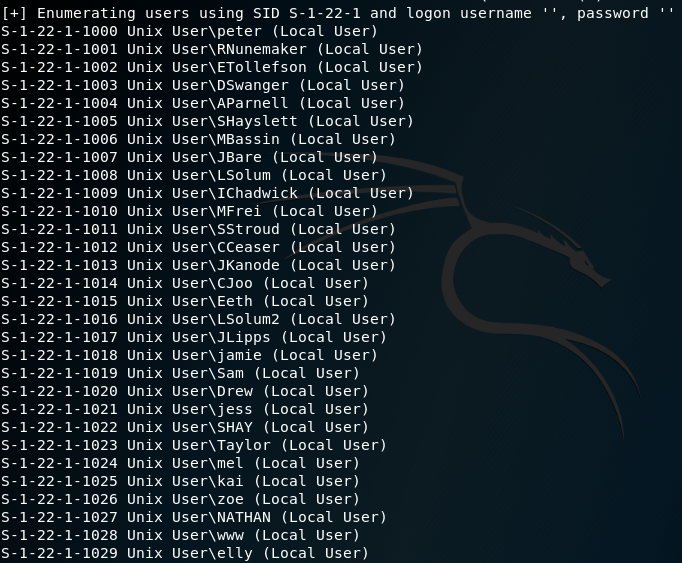 [+] Enumerating users using SID S-1-22-1 and logon username '', password ''
S-1-22-1-1000 Unix User\peter (Local User)
S-1-22-1-1001 Unix User\RNunemaker (Local User)
S-1-22-1-1002 Unix User\ETollefson (Local User)
S-1-22-1-1003 Unix User\DSwanger (Local User)
S-1-22-1-1004 Unix User\AParnell (Local User)
S-1-22-1-1005 Unix User\SHayslett (Local User)
S-1-22-1-1006 Unix User\MBassin (Local User)
S-1-22-1-1007 Unix User\JBare (Local User)
S-1-22-1-1008 Unix User\LSolum (Local User)
S-1-22-1-1009 Unix User\IChadwick (Local User)
S-1-22-1-1010 Unix User\MFrei (Local User)
S-1-22-1-1011 Unix User\SStroud (Local User)
S-1-22-1-1012 Unix User\CCeaser (Local User)
S-1-22-1-1013 Unix User\JKanode (Local User)
S-1-22-1-1014 Unix User\CJoo (Local User)
S-1-22-1-1015 Unix User\Eeth (Local User)
S-1-22-1-1016 Unix User\LSolum2 (Local User)
S-1-22-1-1017 Unix User\JLipps (Local User)
S-1-22-1-1018 Unix User\jamie (Local User)
S-1-22-1-1019 Unix User\Sam (Local User)
S-1-22-1-1020 Unix User\Drew (Local User)
S-1-22-1-1021 Unix User\jess (Local User)
S-1-22-1-1022 Unix User\SHAY (Local User)
S-1-22-1-1023 Unix User\Taylor (Local User)
S-1-22-1-1024 Unix User\mel (Local User)
S-1-22-1-1025 Unix User\kai (Local User)
S-1-22-1-1026 Unix User\zoe (Local User)
S-1-22-1-1027 Unix User\NATHAN (Local User)
S-1-22-1-1028 Unix User\www (Local User)
S-1-22-1-1029 Unix User\elly (Local User)